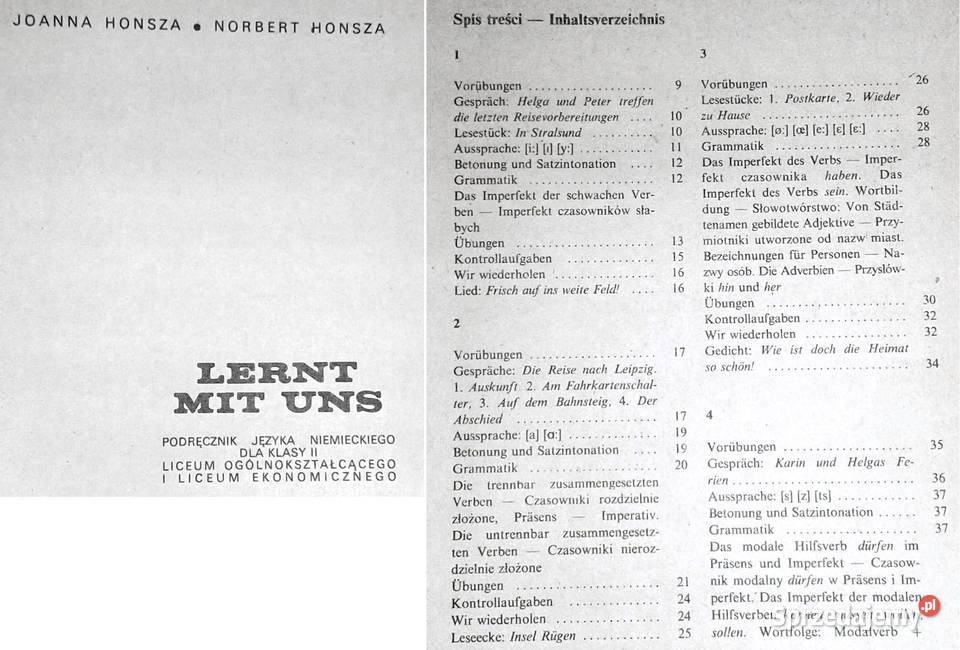 JOANNA HONSZA ● NORBERT HONSZA
LERNT
MIT UNS
PODRĘCZNIK JĘZYKA NIEMIECKIEGO
DLA KLASY II
LICEUM OGÓLNOKSZTAŁCĄCEGO
I LICEUM EKONOMICZNEGO
Spis treści — Inhaltsverzeichnis
1
Vorübungen .................... 9
Gespräch: Helga und Peter treffen
die letzten Reisevorbereitungen .... 10
Lesestück: In Stralsund .......... 10
Aussprache: [i:] [ı] [y:] ............ 11
Betonung und Satzintonation .... 12
Grammatik .................... 12
Das Imperfekt der schwachen Ver-
ben — Imperfekt czasowników sła-
bych
Übungen .................... 13
Kontrollaufgaben .............. 15
Wir wiederholen .............. 16
Lied: Frisch auf ins weite Feld! .... 16
2
Vorübungen .................... 17
Gespräche: Die Reise nach Leipzig.
1. Auskunft 2. Am Fahrkartenschal-
ter, 3. Auf dem Bahnsteig, 4. Der
Abschied .................... 17
Aussprache: [a] [ɑ:] .............. 19
Betonung und Satzintonation .... 19
Grammatik .................... 20
Die trennbar zusammengesetzten
Verben — Czasowniki rozdzielnie
złożone, Präsens — Imperativ.
Die untrennbar zusammengesetz-
ten Verben — Czasowniki nieroz-
dzielnie złożone
Übungen .................... 21
Kontrollaufgaben .............. 24
Wir wiederholen .............. 24
Leseecke: Insel Rügen ............ 25
3
Vorübungen .................... 26
Lesestücke: 1. Postkarte, 2. Wieder
zu Hause .................... 26
Aussprache: [ø:] [œ] [e:] [ɛ] [ɛ:] .... 28
Grammatik .................... 28
Das Imperfekt des Verbs — Imper-
fekt czasownika haben. Das
Imperfekt des Verbs sein. Wortbil-
dung — Słowotwórstwo: Von Städ-
tenamen gebildete Adjektive — Przy-
miotniki utworzone od nazw miast.
Bezeichnungen für Personen — Na-
zwy osób. Die Adverbien — Przysłów-
ki hin und her
Übungen .................... 30
Kontrollaufgaben .............. 32
Wir wiederholen .............. 32
Gedicht: Wie ist doch die Heimat
so schön! .................... 34
4
Vorübungen .................... 35
Gespräch: Karin und Helgas Fe-
rien .................... 36
Aussprache: [s] [z] [ts] ............ 37
Betonung und Satzintonation ...... 37
Grammatik .................... 37
Das modale Hilfsverb dürfen im
Präsens und Imperfekt — Czasow-
nik modalny dürfen w Präsens i Im-
perfekt. Das Imperfekt der modalen
Hilfsverben
sollen. Wortfolge: Modalverb +
Sprzedajemy.pl